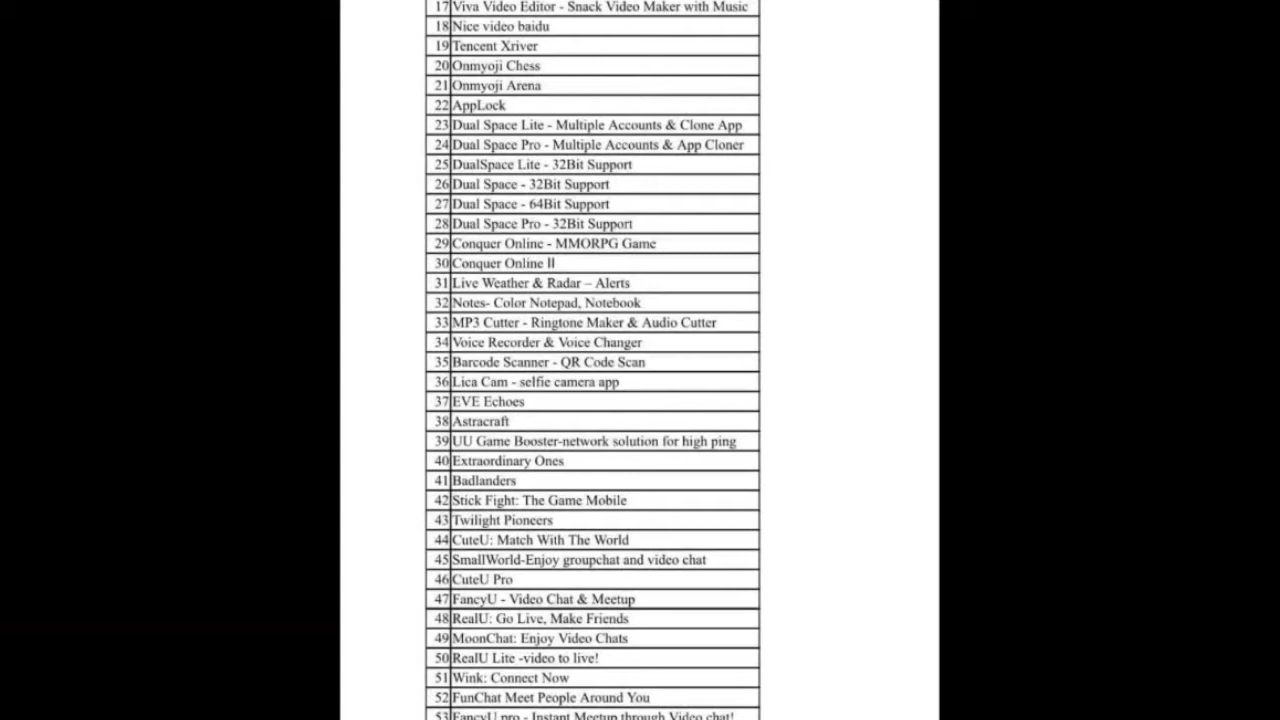 17 Viva Video Editor - Snack Video Maker with Music
18 Nice video baidu
19 Tencent Xriver
20 Onmyoji Chess
21 Onmyoji Arena
22 AppLock
23 Dual Space Lite - Multiple Accounts & Clone App
24 Dual Space Pro - Multiple Accounts & App Cloner
25 DualSpace Lite - 32Bit Support
26 Dual Space - 32Bit Support
27 Dual Space - 64Bit Support
28 Dual Space Pro - 32Bit Support
29 Conquer Online - MMORPG Game
30 Conquer Online II
31 Live Weather & Radar – Alerts
32 Notes- Color Notepad, Notebook
33 MP3 Cutter - Ringtone Maker & Audio Cutter
34 Voice Recorder & Voice Changer
35 Barcode Scanner - QR Code Scan
36 Lica Cam - selfie camera app
37 EVE Echoes
38 Astracraft
39 UU Game Booster-network solution for high ping
40 Extraordinary Ones
41 Badlanders
42 Stick Fight: The Game Mobile
43 Twilight Pioneers
44 CuteU: Match With The World
45 SmallWorld-Enjoy groupchat and video chat
46 CuteU Pro
47 FancyU - Video Chat & Meetup
48 RealU: Go Live, Make Friends
49 MoonChat: Enjoy Video Chats
50 RealU Lite -video to live!
51 Wink: Connect Now
52 FunChat Meet People Around You
53 FancyU pro - Instant Meetup through Video chat!